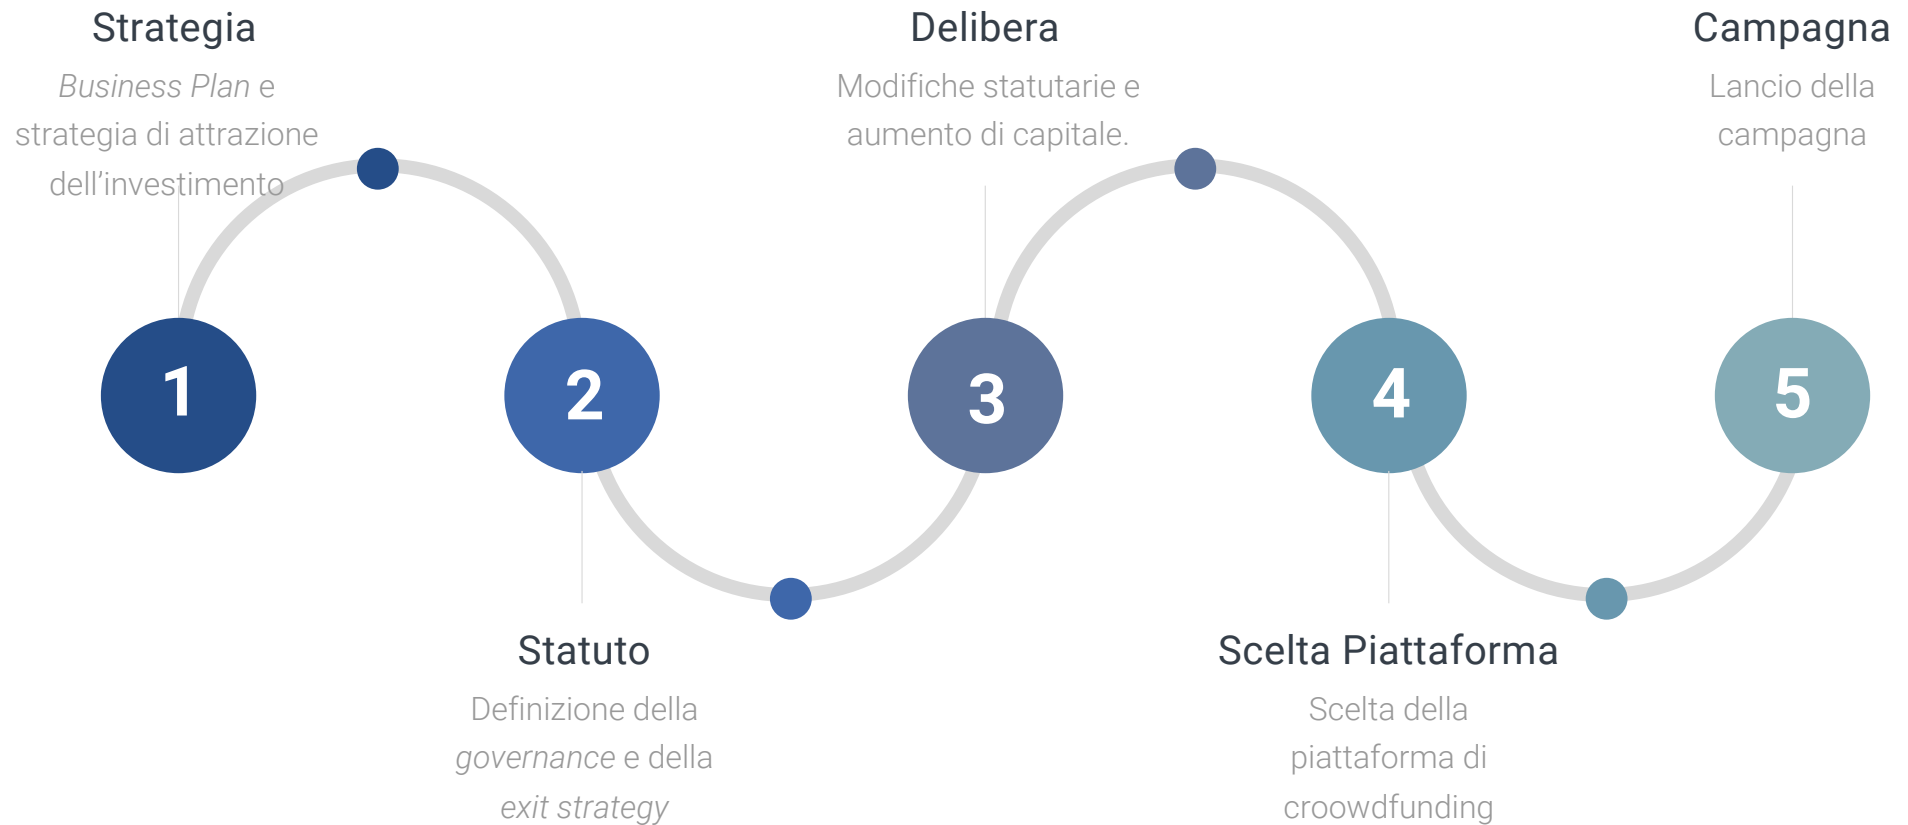 Strategia
Business Plan e
strategia di attrazione
dell’investimento
1
Statuto
Definizione della
governance e della
exit strategy
2
Delibera
Modifiche statutarie e
aumento di capitale.
3
Scelta Piattaforma
Scelta della
piattaforma di
croowdfunding
4
Campagna
Lancio della
campagna
5